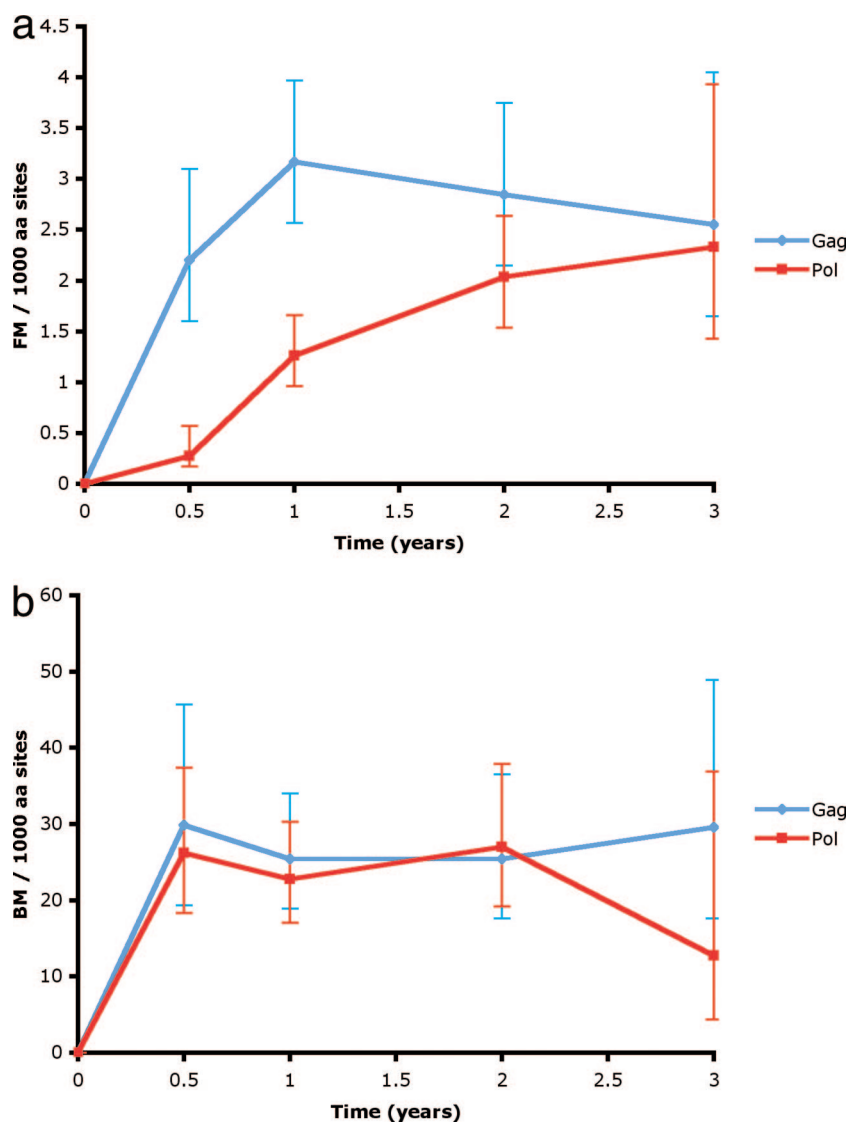 a
FM / 1000 aa sites
4.5
4
3.5
3
2.5
2
1.5
1
0.5
0
0 0.5 1 1.5 2 2.5 3
Time (years)
Gag
Pol
b
BM / 1000 aa sites
60
50
40
30
20
10
0
0 0.5 1 1.5 2 2.5 3
Time (years)
Gag
Pol